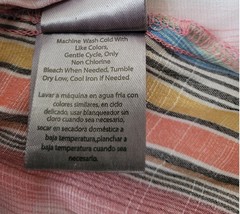 Machine Wash Cold With
Like Colors,
Gentle Cycle, Only
Non Chlorine
Bleach When Needed, Tumble
Dry Low, Cool Iron if Needed
Lavar a máquina en agua fria con
colores similares, en ciclo
delicado, usar blanqueador un
cloro cuando sea necesario,
secar en secadora doméstica a
baja temperatura,planchar a
baja temperatura cuando sea
necesario.